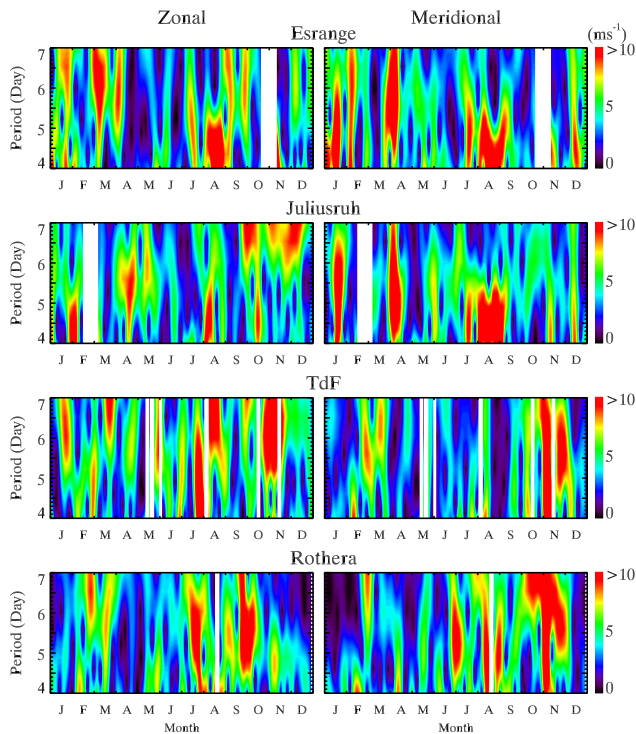 Zonal Meridional
Esrange (ms⁻¹)
Period (Day) 7 6 5 4 >10 5 0
J F M A M J J A S O N D J F M A M J J A S O N D
Juliusruh
Period (Day) 7 6 5 4 >10 5 0
J F M A M J J A S O N D J F M A M J J A S O N D
TdF
Period (Day) 7 6 5 4 >10 5 0
J F M A M J J A S O N D J F M A M J J A S O N D
Rothera
Period (Day) 7 6 5 4 >10 5 0
J F M A M J J A S O N D J F M A M J J A S O N D
Month Month